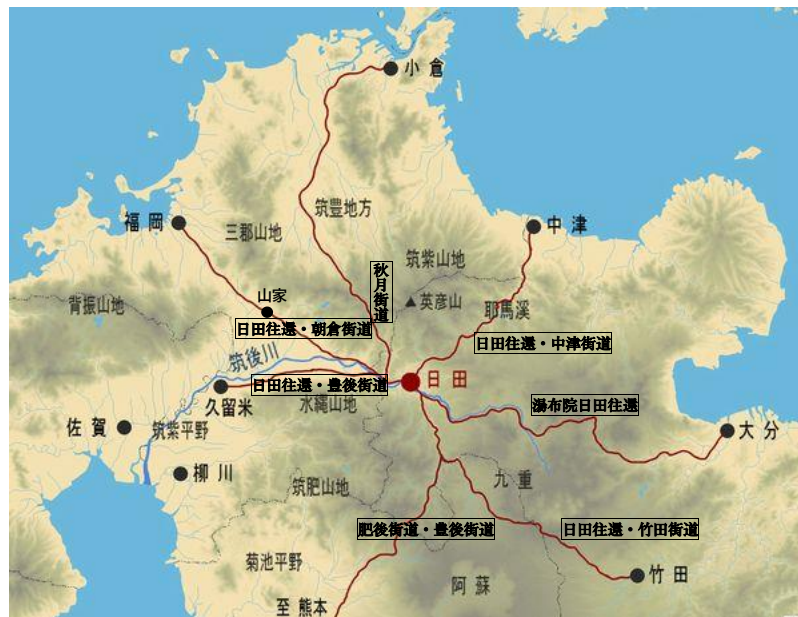 小倉
福岡
筑豊地方
中津
三郡山地
秋月街道
筑紫山地
山家
英彦山
背振山地
耶馬溪
日田往還・朝倉街道
日田往還・中津街道
筑後川
日田往還・豊後街道
日田
久留米
水縄山地
湯布院日田往還
佐賀
筑紫平野
大分
柳川
筑肥山地
九重
肥後街道・豊後街道
日田往還・竹田街道
菊池平野
阿蘇
竹田
至熊本